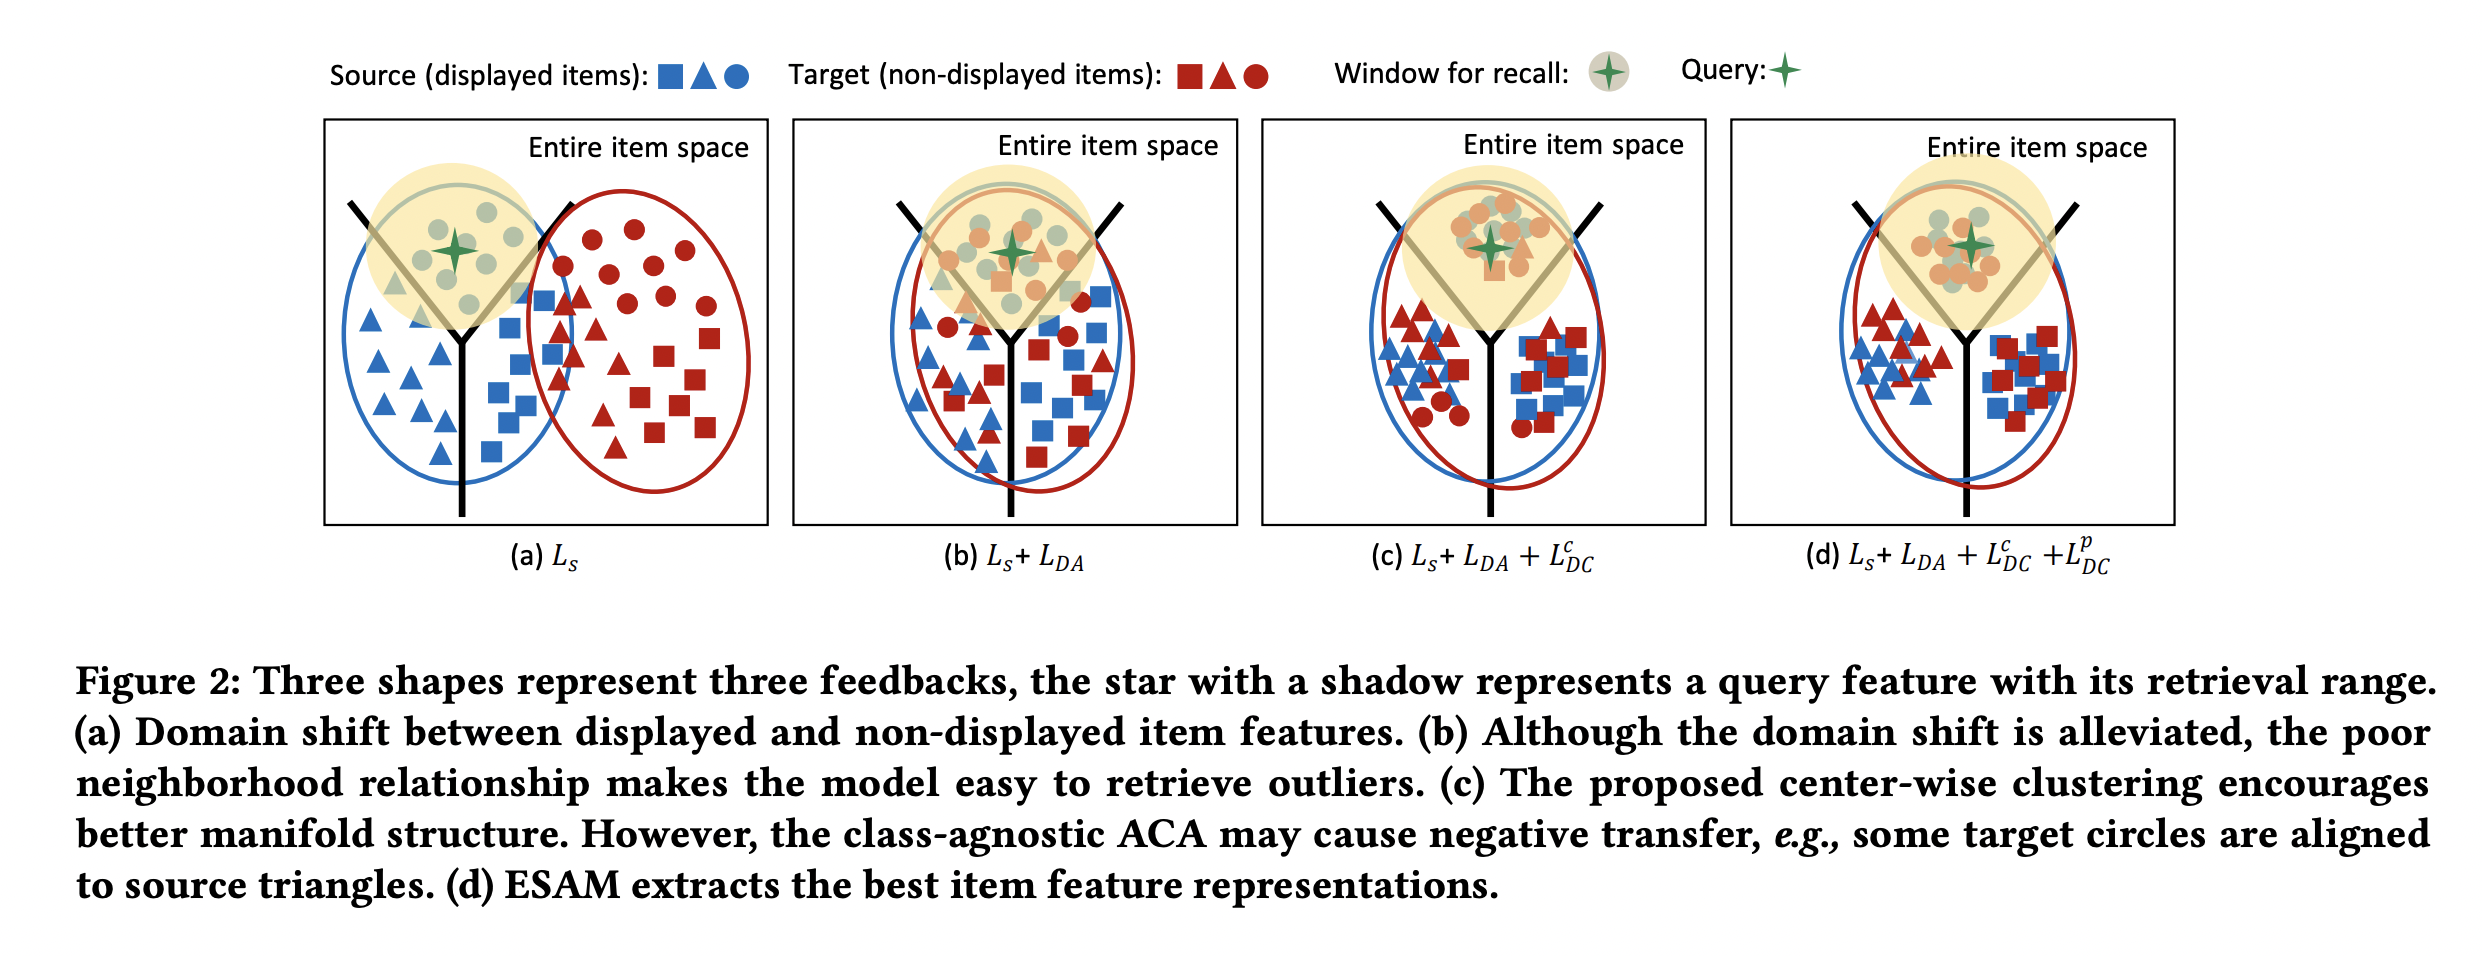 Source (displayed items): Target (non-displayed items): Window for recall: Query:
Entire item space
Entire item space
Entire item space
Entire item space
(a) L_s
(b) L_s + L_{DA}
(c) L_s + L_{DA} + L_{DC}^c
(d) L_s + L_{DA} + L_{DC}^c + L_{DC}^p
Figure 2: Three shapes represent three feedbacks, the star with a shadow represents a query feature with its retrieval range.
(a) Domain shift between displayed and non-displayed item features. (b) Although the domain shift is alleviated, the poor
neighborhood relationship makes the model easy to retrieve outliers. (c) The proposed center-wise clustering encourages
better manifold structure. However, the class-agnostic ACA may cause negative transfer, e.g., some target circles are aligned
to source triangles. (d) ESAM extracts the best item feature representations.